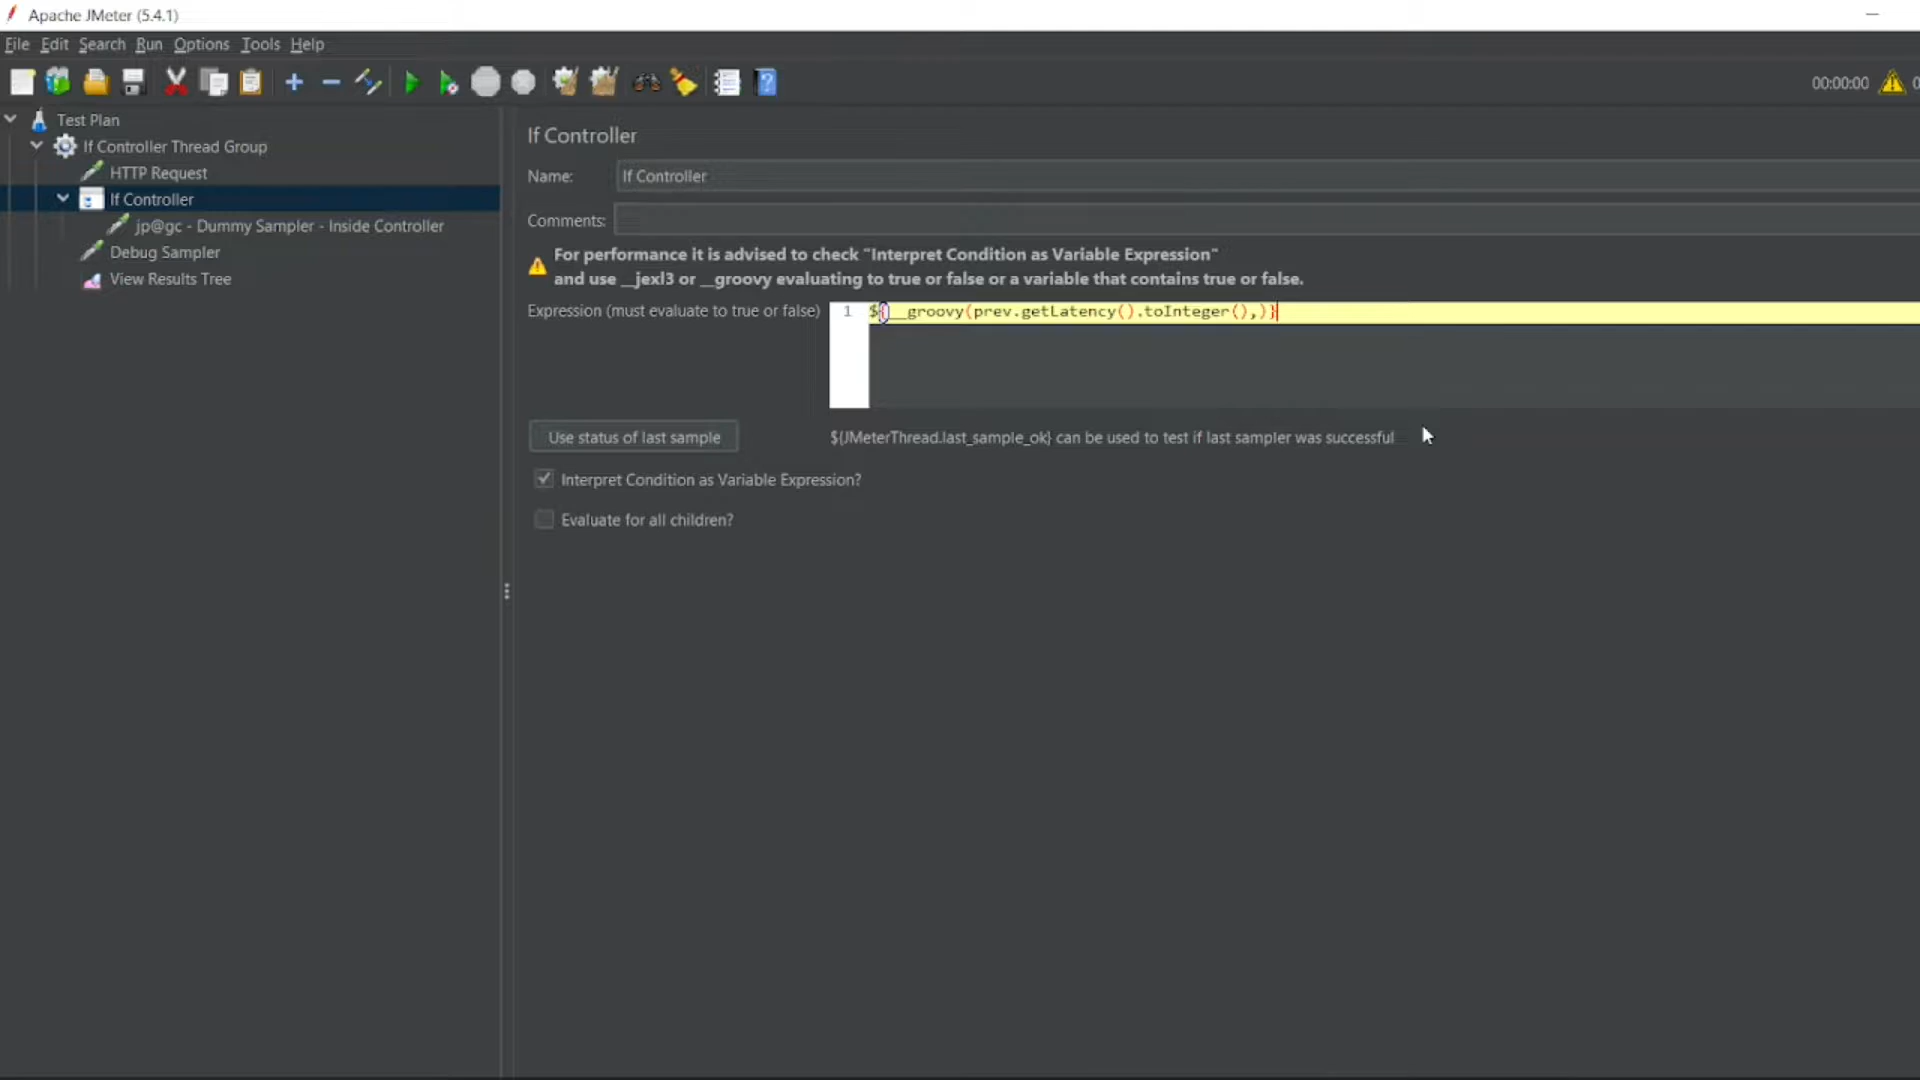 Apache JMeter (5.4.1)
File Edit Search Run Options Tools Help
00:00:00
0
Test Plan
If Controller Thread Group
HTTP Request
If Controller
jp@gc - Dummy Sampler - Inside Controller
Debug Sampler
View Results Tree
If Controller
Name: If Controller
Comments:
For performance it is advised to check "Interpret Condition as Variable Expression"
and use __jexl3 or __groovy evaluating to true or false or a variable that contains true or false.
Expression (must evaluate to true or false)
1 ${__groovy(prev.getLatency().toInteger(),)}
Use status of last sample
${JMeterThread.last_sample_ok} can be used to test if last sampler was successful
Interpret Condition as Variable Expression?
Evaluate for all children?